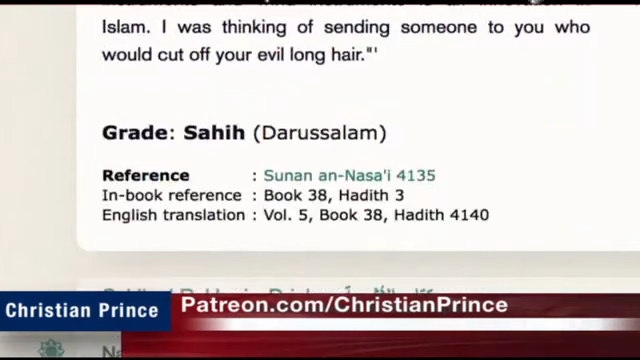 Islam. I was thinking of sending someone to you who
would cut off your evil long hair."'
Grade: Sahih (Darussalam)
Reference : Sunan an-Nasa'i 4135
In-book reference : Book 38, Hadith 3
English translation : Vol. 5, Book 38, Hadith 4140
Christian Prince
Patreon.com/ChristianPrince
Na